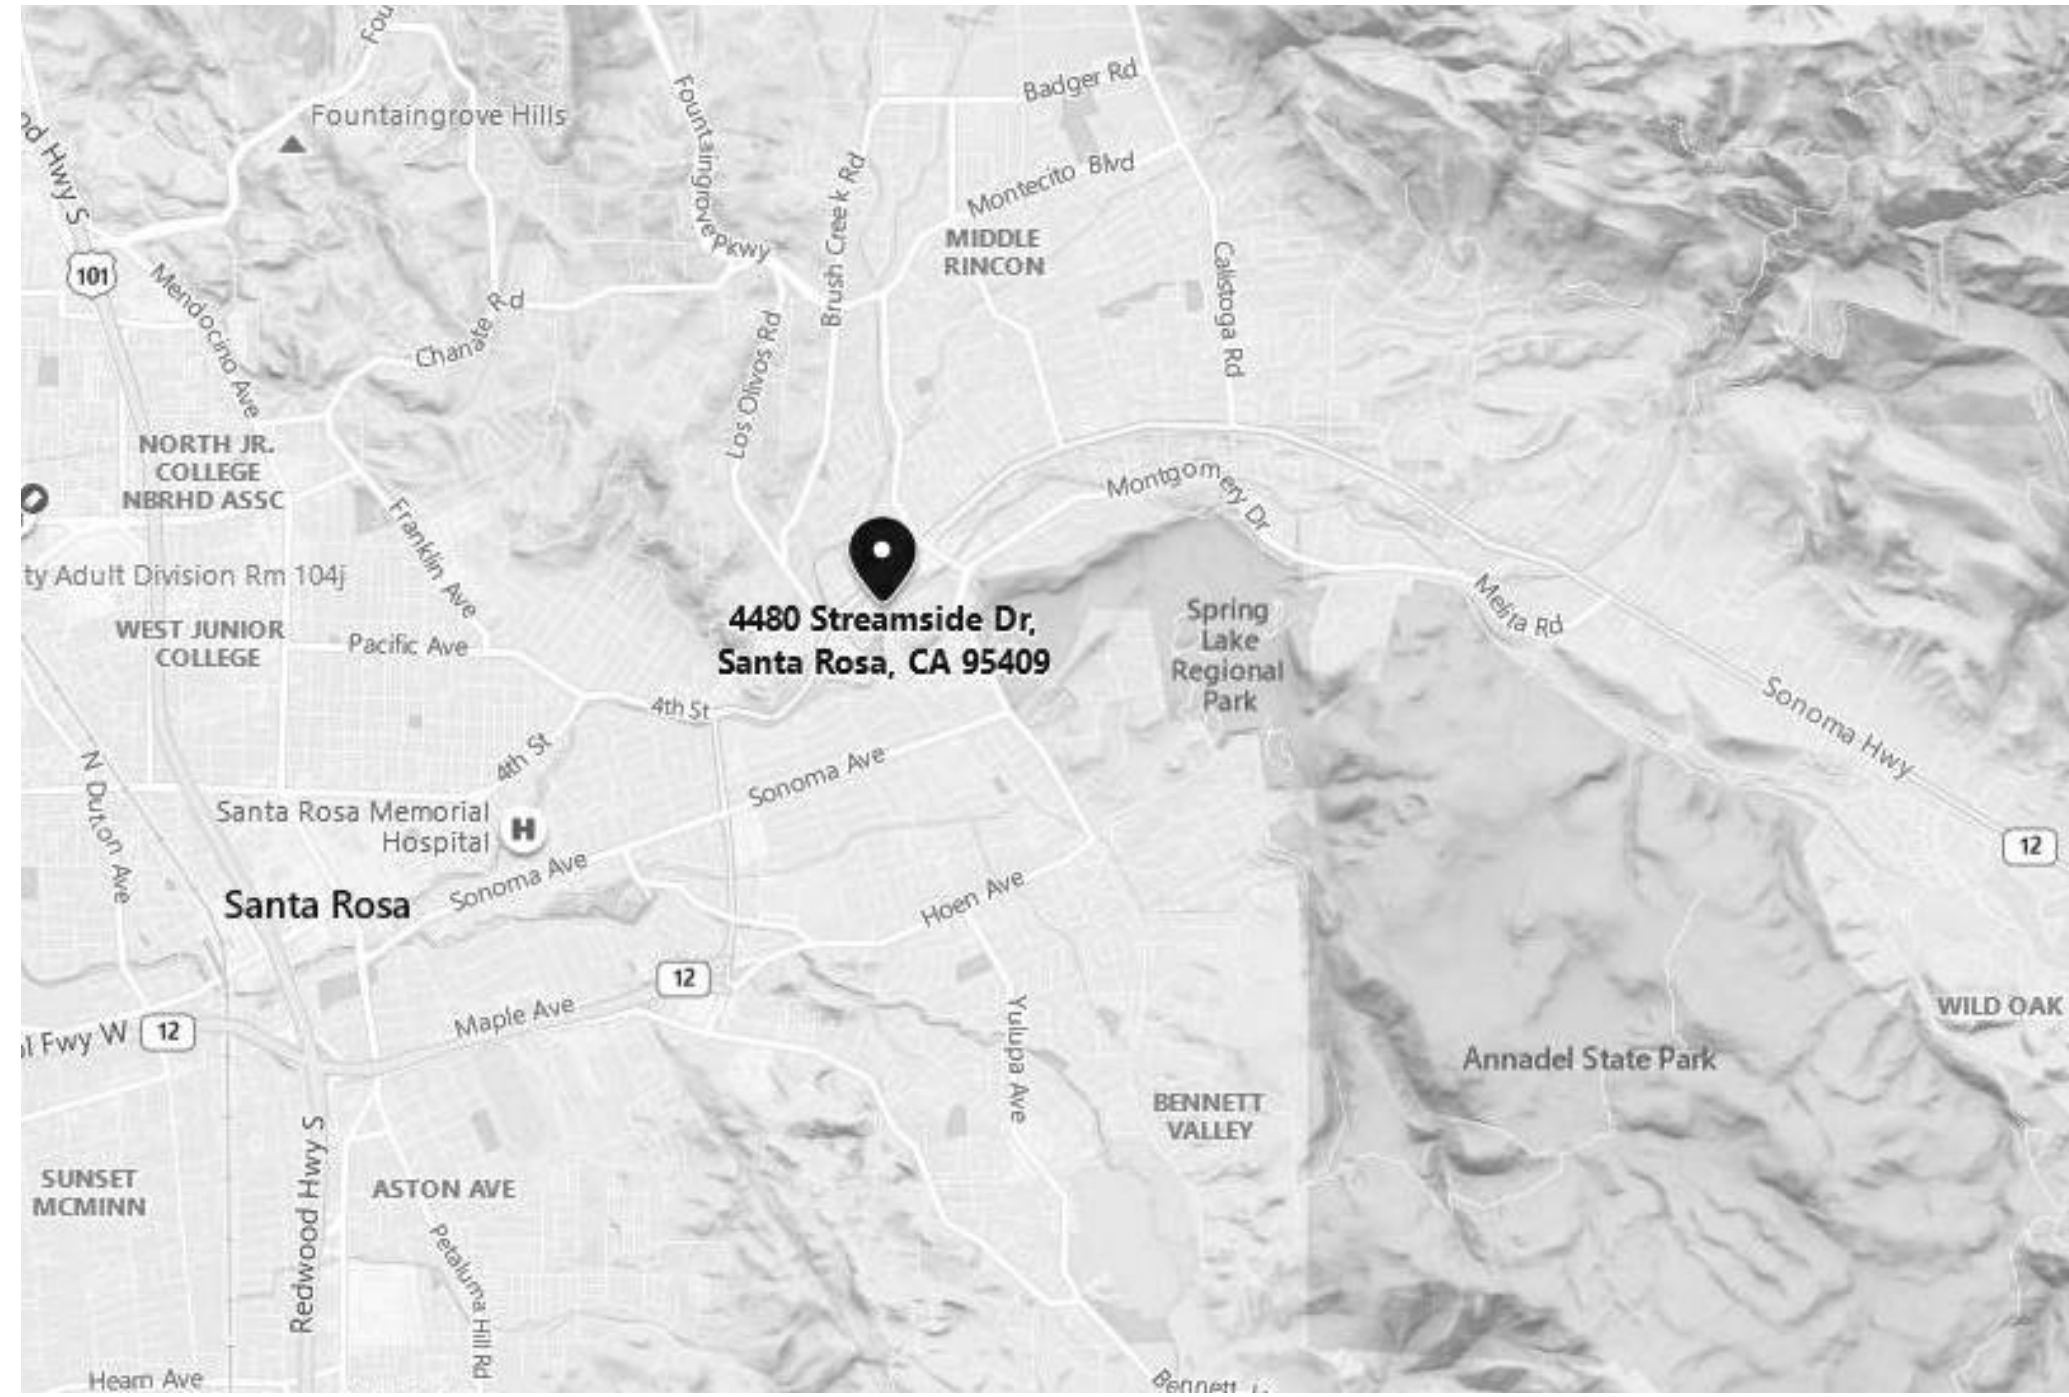 Fou
Badger Rd
Fountaingrove Hills
Fountaingrove Pkwy
Hwy S
Montecito Blvd
Brush Creek Rd
MIDDLE
RINCON
101
Mendocino Ave
Calistoga Rd
Chanate Rd
Los Olivos Rd
NORTH JR.
COLLEGE
NBRHD ASSC
Montgomery Dr
Franklin Ave
ty Adult Division Rm 104j
4480 Streamside Dr,
Santa Rosa, CA 95409
Spring
Lake
Regional
Park
Melita Rd
WEST JUNIOR
COLLEGE
Pacific Ave
4th St
Sonoma Hwy
4th St
Sonoma Ave
N Dutton Ave
Santa Rosa Memorial
Hospital
H
12
Sonoma Ave
Hoen Ave
Santa Rosa
12
Maple Ave
Yulupa Ave
WILD OAK
Fwy W
12
Annadel State Park
BENNETT
VALLEY
Redwood Hwy S
SUNSET
MCMINN
ASTON AVE
Petaluma Hill Rd
Hearn Ave
Bennett